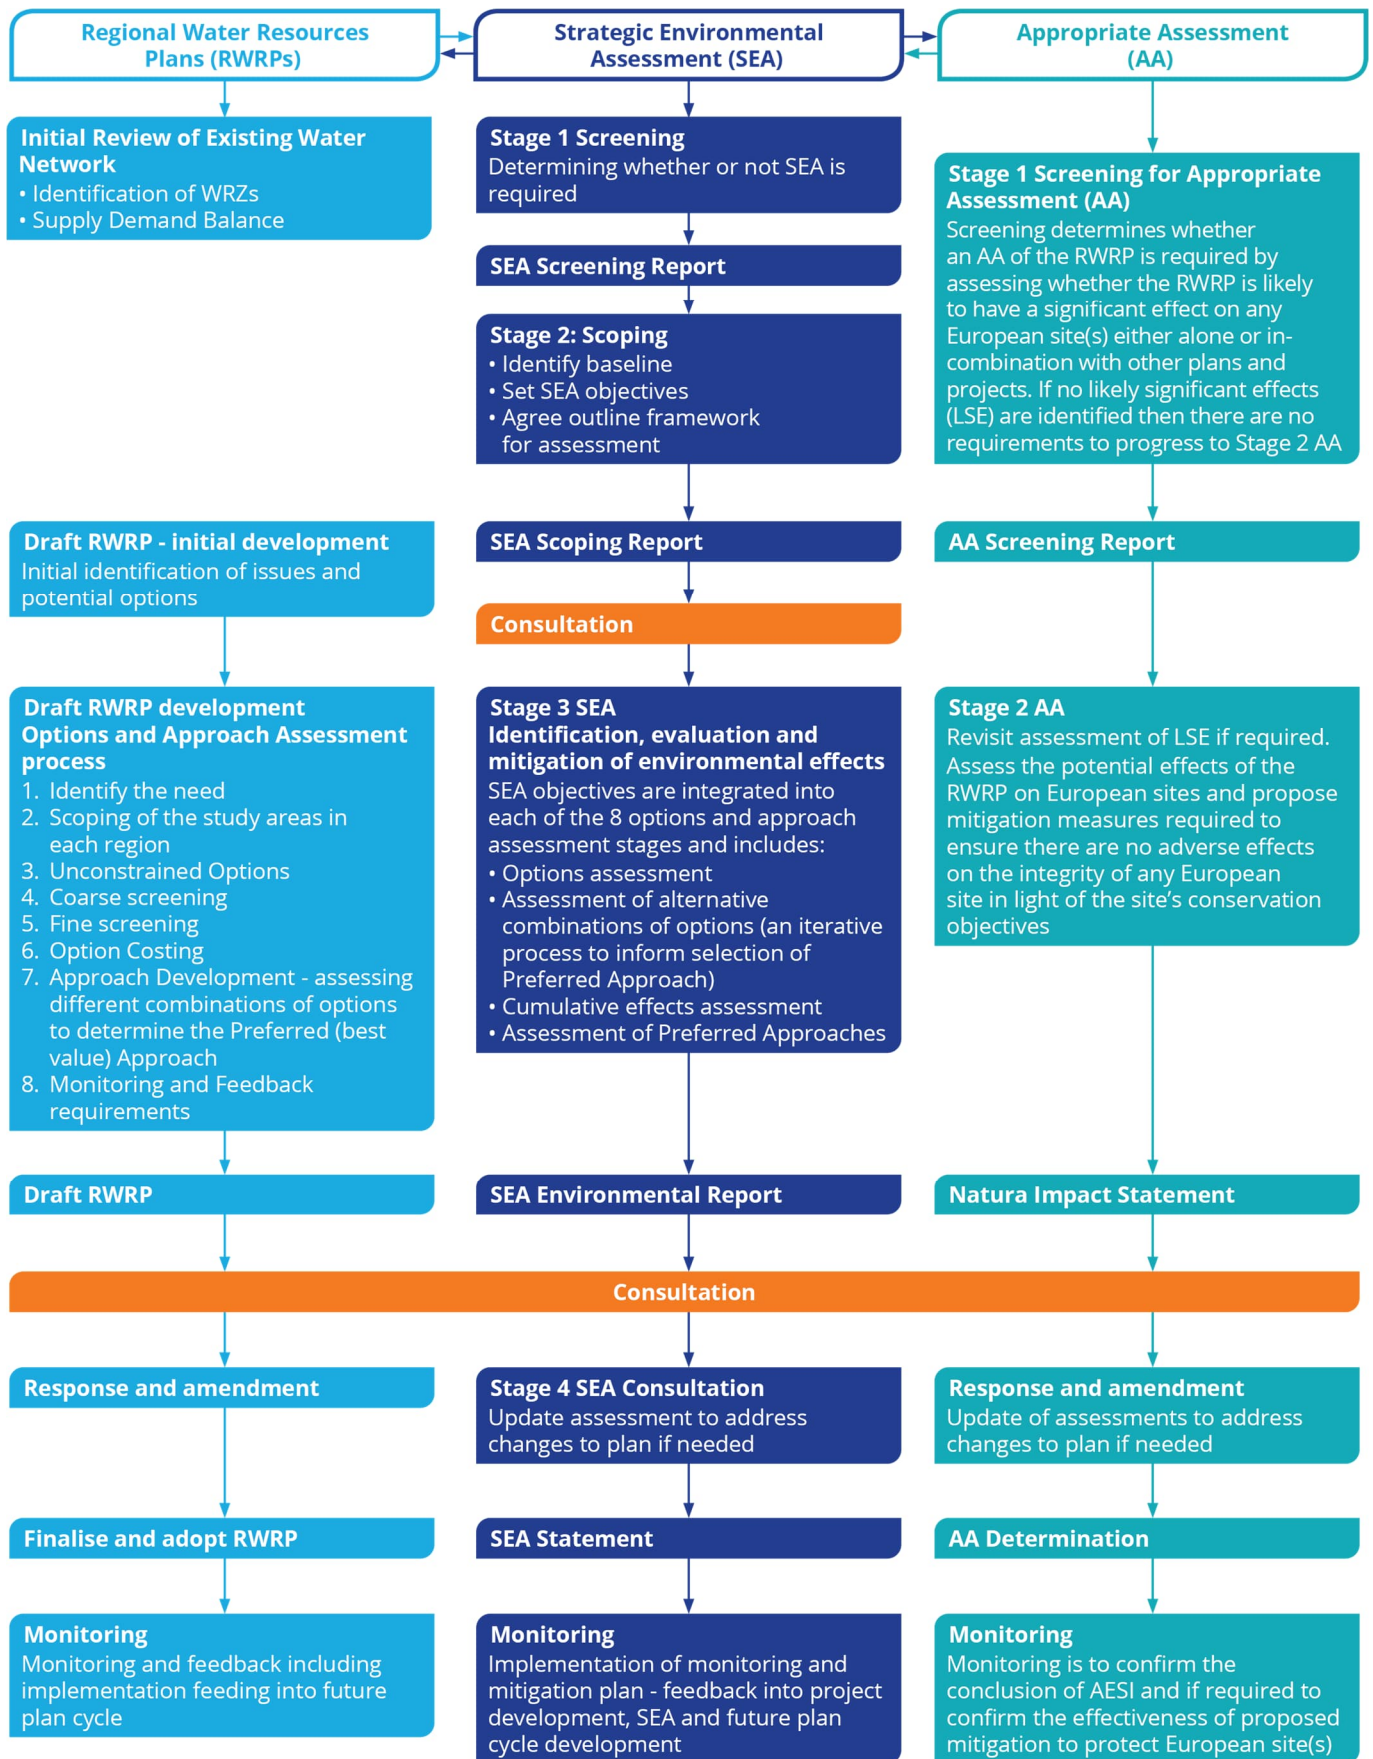 Regional Water Resources
Plans (RWRPs)
Strategic Environmental
Assessment (SEA)
Appropriate Assessment
(AA)
Initial Review of Existing Water
Network
• Identification of WRZs
• Supply Demand Balance
Stage 1 Screening
Determining whether or not SEA is
required
SEA Screening Report
Stage 2: Scoping
• Identify baseline
• Set SEA objectives
• Agree outline framework
for assessment
Stage 1 Screening for Appropriate
Assessment (AA)
Screening determines whether
an AA of the RWRP is required by
assessing whether the RWRP is likely
to have a significant effect on any
European site(s) either alone or in-
combination with other plans and
projects. If no likely significant effects
(LSE) are identified then there are no
requirements to progress to Stage 2 AA
Draft RWRP - initial development
Initial identification of issues and
potential options
SEA Scoping Report
Consultation
AA Screening Report
Draft RWRP development
Options and Approach Assessment
process
1. Identify the need
2. Scoping of the study areas in
each region
3. Unconstrained Options
4. Coarse screening
5. Fine screening
6. Option Costing
7. Approach Development - assessing
different combinations of options
to determine the Preferred (best
value) Approach
8. Monitoring and Feedback
requirements
Stage 3 SEA
Identification, evaluation and
mitigation of environmental effects
SEA objectives are integrated into
each of the 8 options and approach
assessment stages and includes:
• Options assessment
• Assessment of alternative
combinations of options (an iterative
process to inform selection of
Preferred Approach)
• Cumulative effects assessment
• Assessment of Preferred Approaches
Stage 2 AA
Revisit assessment of LSE if required.
Assess the potential effects of the
RWRP on European sites and propose
mitigation measures required to
ensure there are no adverse effects
on the integrity of any European
site in light of the site’s conservation
objectives
Draft RWRP
SEA Environmental Report
Natura Impact Statement
Consultation
Response and amendment
Stage 4 SEA Consultation
Update assessment to address
changes to plan if needed
Response and amendment
Update of assessments to address
changes to plan if needed
Finalise and adopt RWRP
SEA Statement
AA Determination
Monitoring
Monitoring and feedback including
implementation feeding into future
plan cycle
Monitoring
Implementation of monitoring and
mitigation plan - feedback into project
development, SEA and future plan
cycle development
Monitoring
Monitoring is to confirm the
conclusion of AESI and if required to
confirm the effectiveness of proposed
mitigation to protect European site(s)